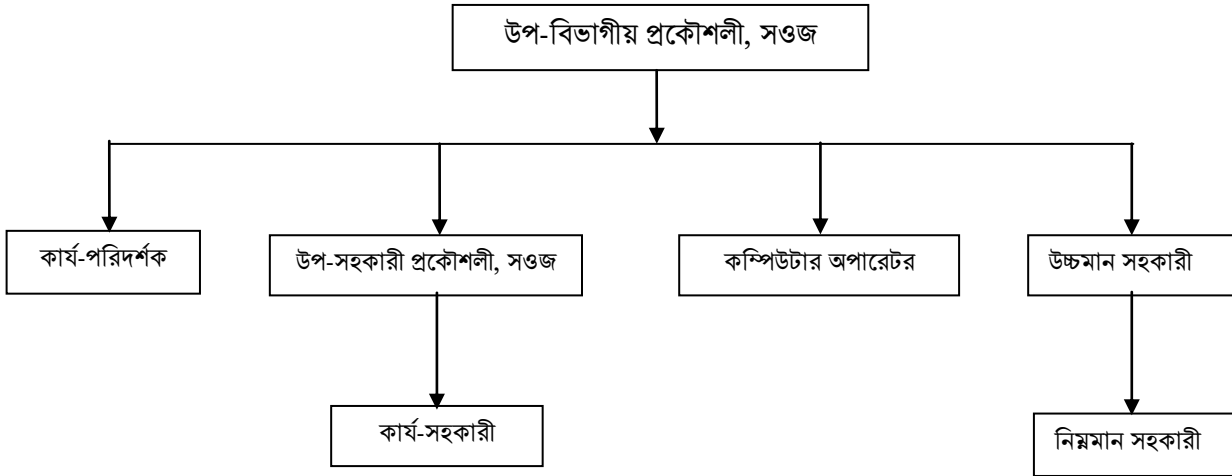 উপ-বিভাগীয় প্রকৌশলী, সওজ
কার্য-পরিদর্শক
উপ-সহকারী প্রকৌশলী, সওজ
কম্পিউটার অপারেটর
উচ্চমান সহকারী
কার্য-সহকারী
নিম্নমান সহকারী